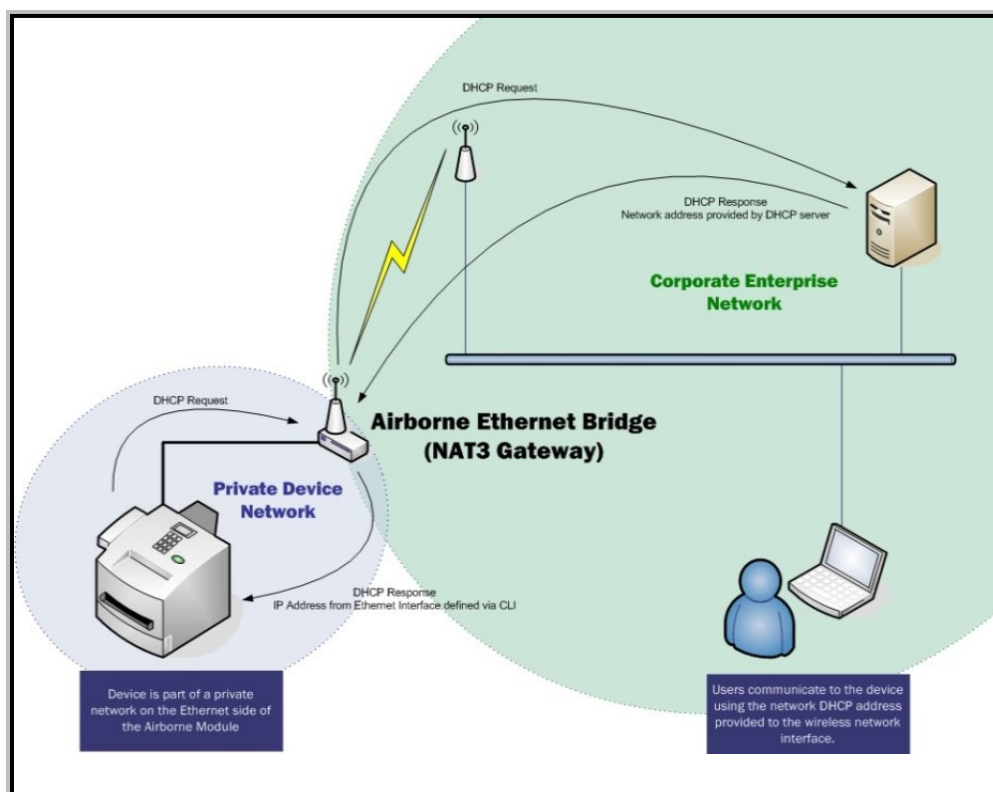 DHCP Request
DHCP Response
Network address provided by DHCP server
Corporate Enterprise
Network
DHCP Request
Airborne Ethernet Bridge
(NAT3 Gateway)
Private Device
Network
DHCP Response
IP Address from Ethernet Interface defined via CLI
Device is part of a private
network on the Ethernet side of
the Airborne Module
Users communicate to the device
using the network DHCP address
provided to the wireless network
interface.